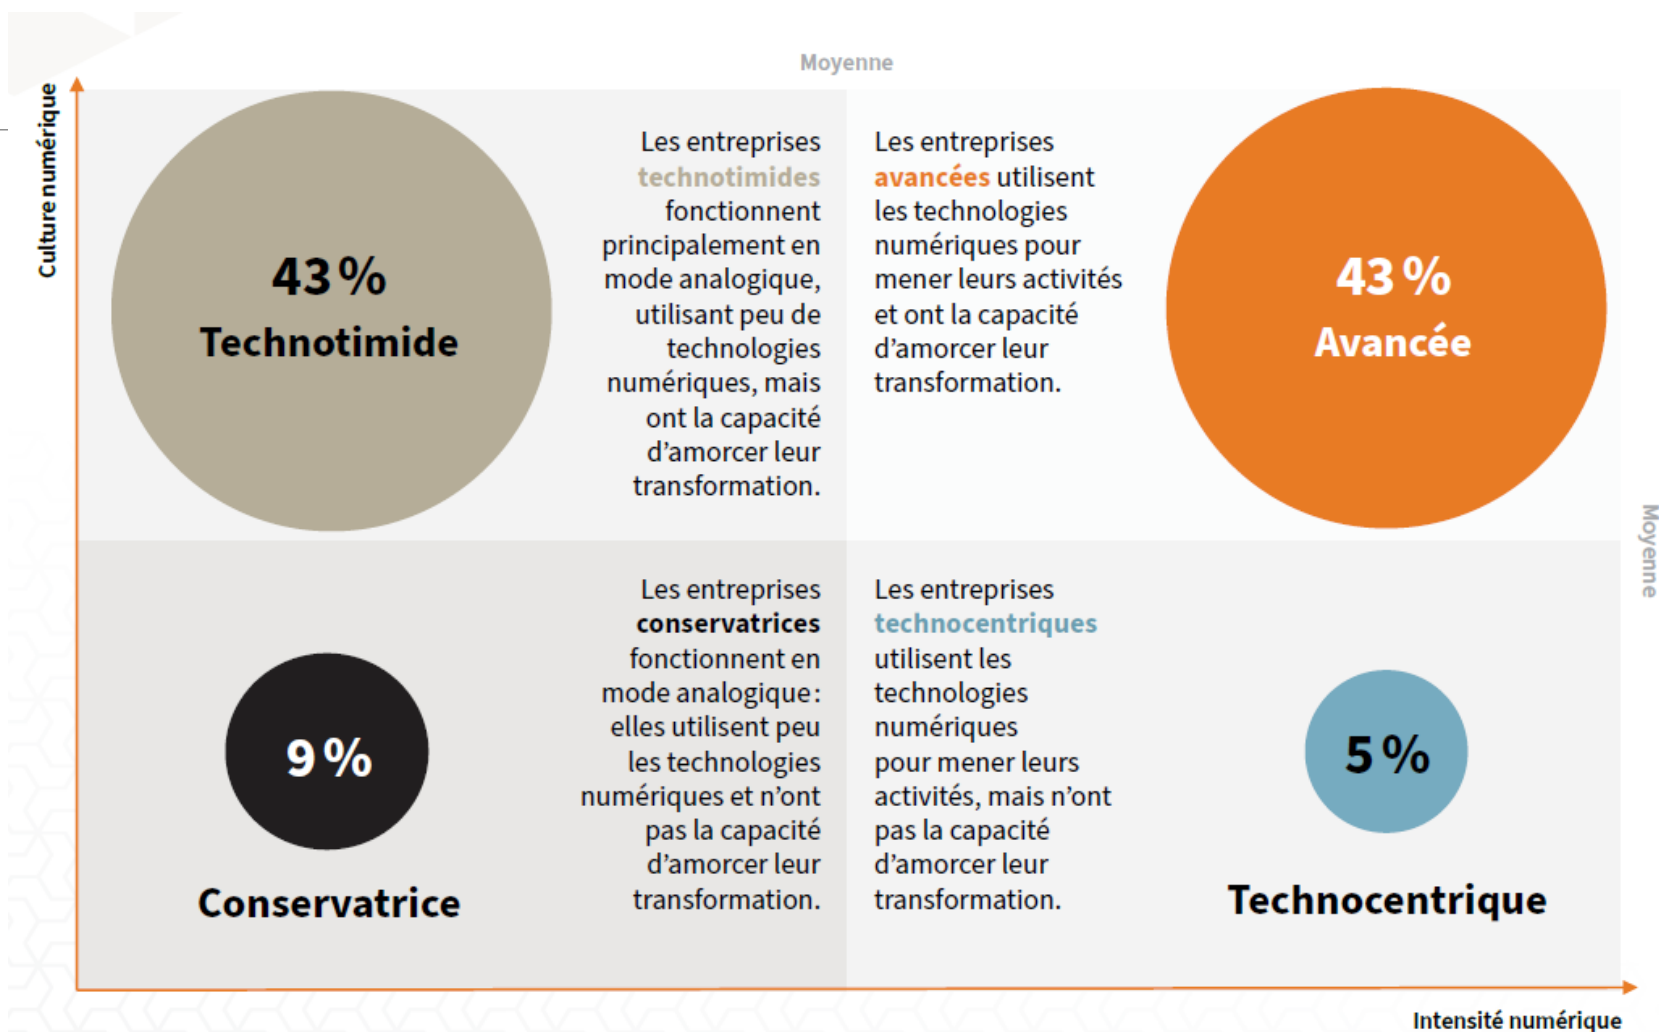 Moyenne
Culture numérique
43 %
Technotimide
Les entreprises
technotimides
fonctionnent
principalement en
mode analogique,
utilisant peu de
technologies
numériques, mais
ont la capacité
d’amorcer leur
transformation.
Les entreprises
avancées utilisent
les technologies
numériques pour
mener leurs activités
et ont la capacité
d’amorcer leur
transformation.
43 %
Avancée
Moyenne
9 %
Conservatrice
Les entreprises
conservatrices
fonctionnent en
mode analogique :
elles utilisent peu
les technologies
numériques et n’ont
pas la capacité
d’amorcer leur
transformation.
Les entreprises
technocentriques
utilisent les
technologies
numériques
pour mener leurs
activités, mais n’ont
pas la capacité
d’amorcer leur
transformation.
5 %
Technocentrique
Intensité numérique